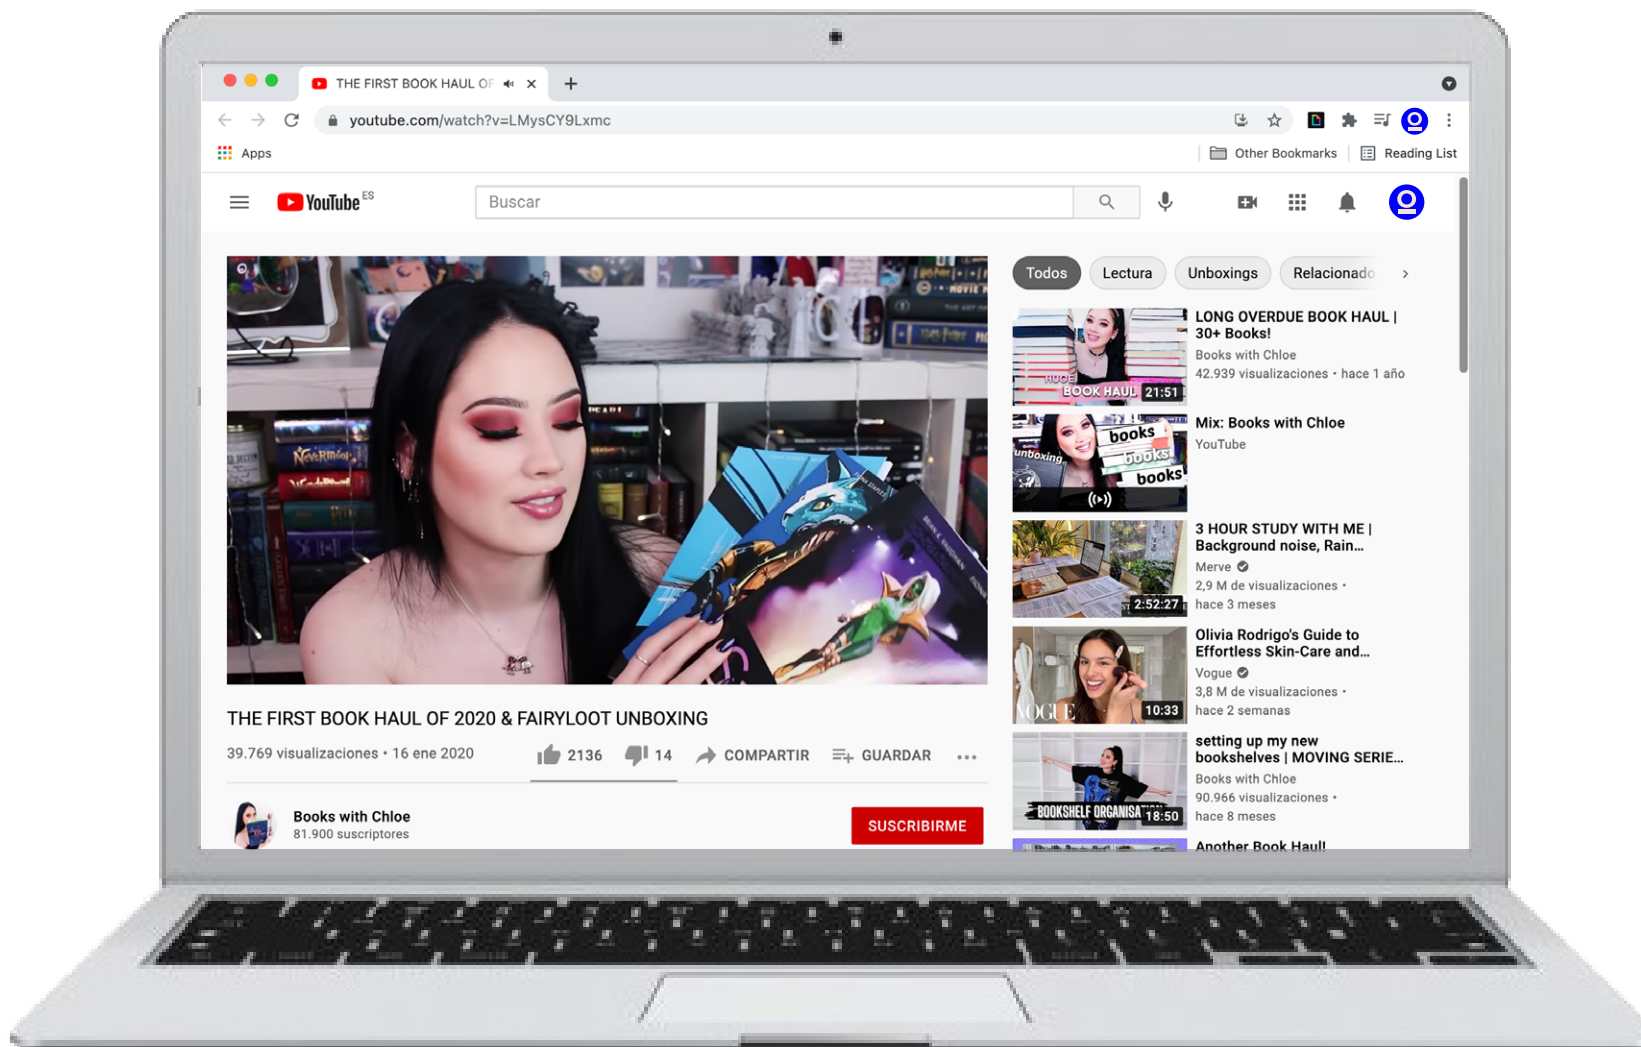 THE FIRST BOOK HAUL OF
youtube.com/watch?v=LMysCY9Lxmc
Apps
Other Bookmarks
Reading List
YouTube ES
Buscar
Todos
Lectura
Unboxings
Relacionado
NEVERMOOR
THE FIRST BOOK HAUL OF 2020 & FAIRYLOOT UNBOXING
39.769 visualizaciones • 16 ene 2020
2136
14
COMPARTIR
GUARDAR
Books with Chloe
81.900 suscriptores
SUSCRIBIRME
HUGE
BOOK HAUL
21:51
LONG OVERDUE BOOK HAUL |
30+ Books!
Books with Chloe
42.939 visualizaciones • hace 1 año
unboxing
books
books
books
Mix: Books with Chloe
YouTube
2:52:27
3 HOUR STUDY WITH ME |
Background noise, Rain...
Merve
2,9 M de visualizaciones •
hace 3 meses
VOGUE
10:33
Olivia Rodrigo's Guide to
Effortless Skin-Care and...
Vogue
3,8 M de visualizaciones •
hace 2 semanas
BOOKSHELF ORGANISATION
18:50
setting up my new
bookshelves | MOVING SERIE...
Books with Chloe
90.966 visualizaciones •
hace 8 meses
Another Book Haul!